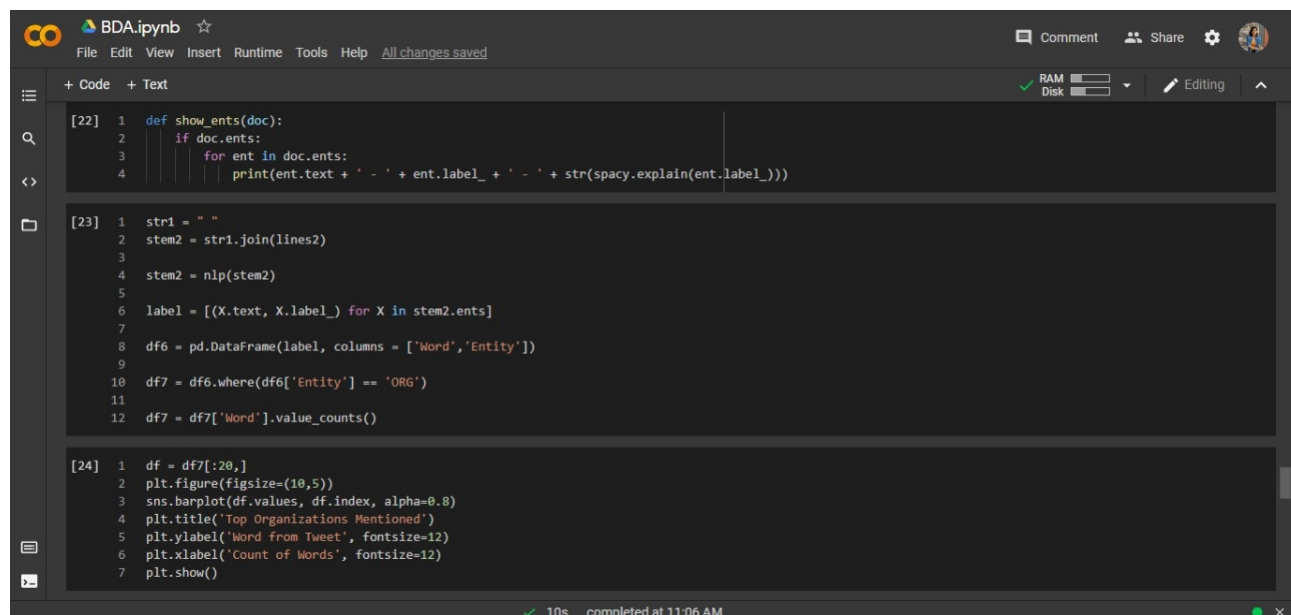 BDA.ipynb
File Edit View Insert Runtime Tools Help All changes saved
Comment Share
+ Code + Text
RAM
Disk
Editing
[22] 1 def show_ents(doc):
2 if doc.ents:
3 for ent in doc.ents:
4 print(ent.text + ' - ' + ent.label_ + ' - ' + str(spacy.explain(ent.label_)))
[23] 1 str1 = " "
2 stem2 = str1.join(lines2)
3
4 stem2 = nlp(stem2)
5
6 label = [(X.text, X.label_) for X in stem2.ents]
7
8 df6 = pd.DataFrame(label, columns = ['Word','Entity'])
9
10 df7 = df6.where(df6['Entity'] == 'ORG')
11
12 df7 = df7['Word'].value_counts()
[24] 1 df = df7[:20,]
2 plt.figure(figsize=(10,5))
3 sns.barplot(df.values, df.index, alpha=0.8)
4 plt.title('Top Organizations Mentioned')
5 plt.ylabel('Word from Tweet', fontsize=12)
6 plt.xlabel('Count of Words', fontsize=12)
7 plt.show()
10s completed at 11:06 AM